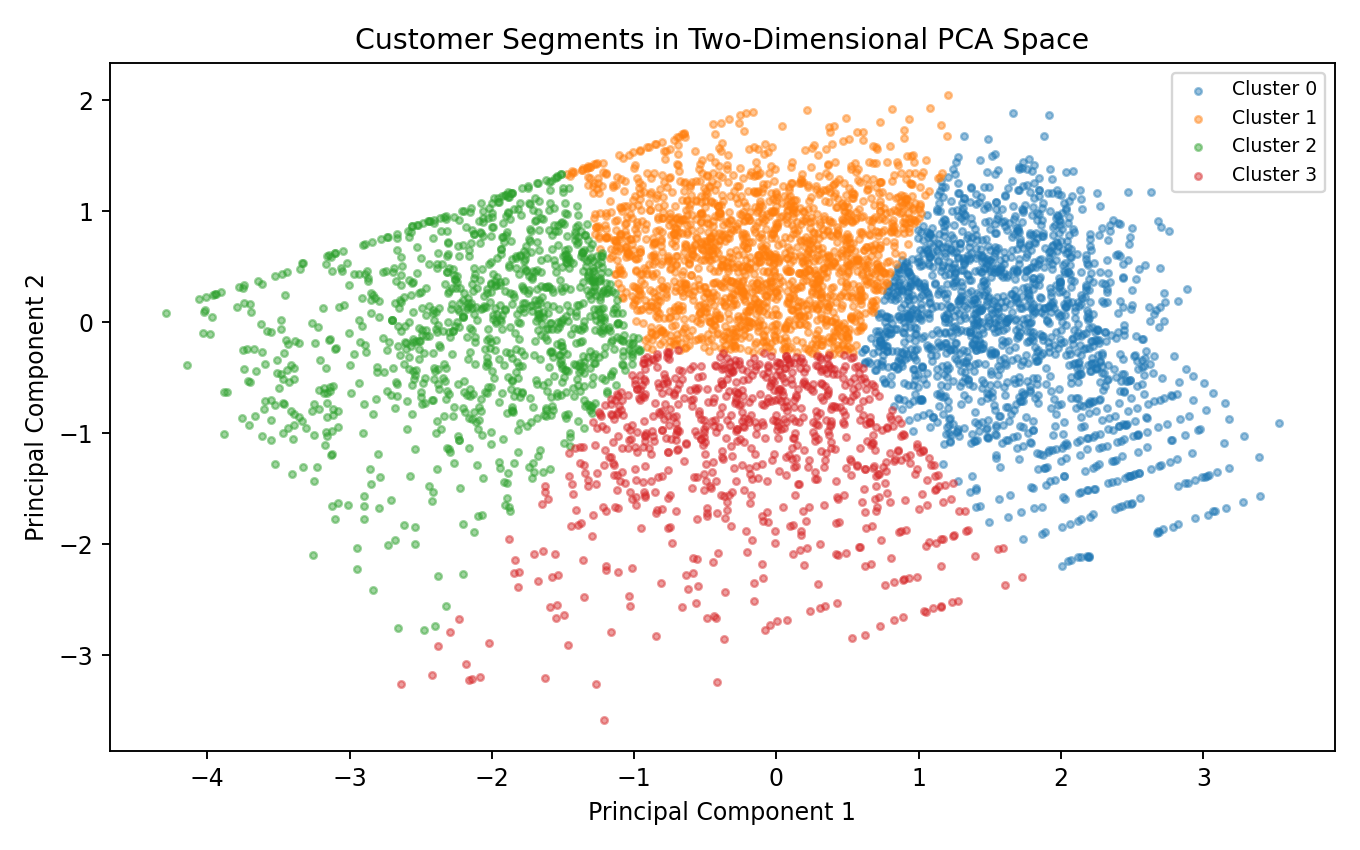 Customer Segments in Two-Dimensional PCA Space
Cluster 0
Cluster 1
Cluster 2
Cluster 3
2
1
0
−1
−2
−3
Principal Component 2
−4 −3 −2 −1 0 1 2 3
Principal Component 1